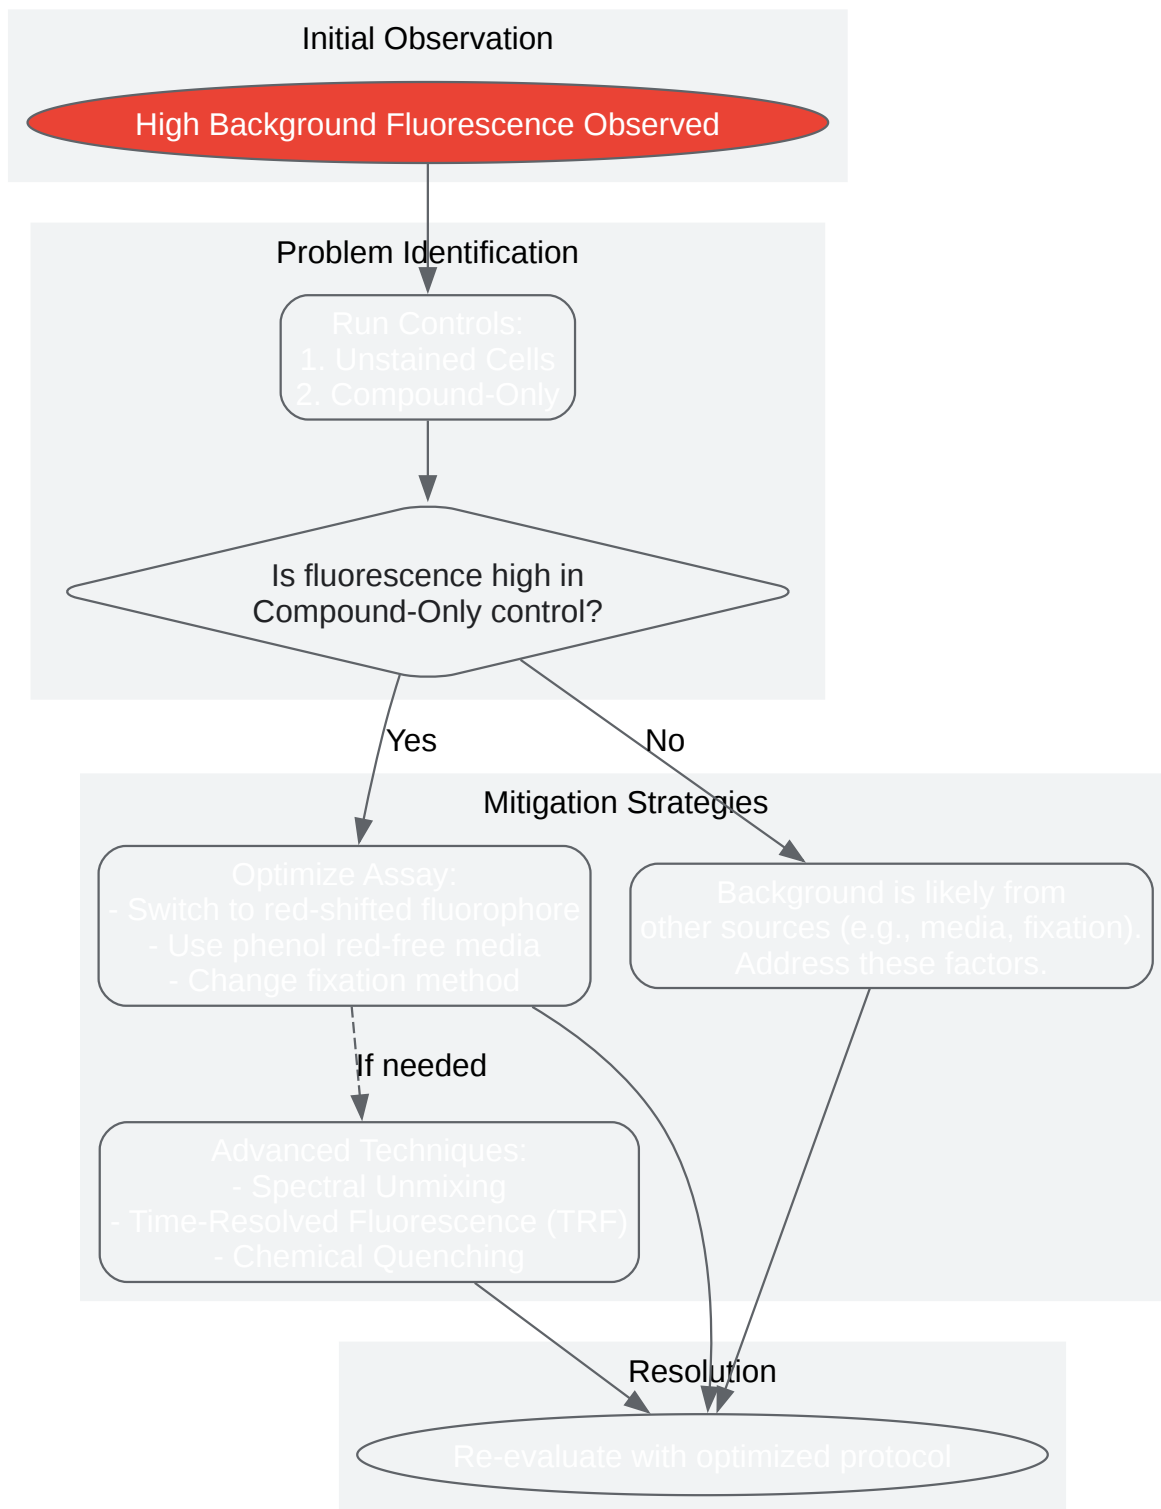 Initial Observation
High Background Fluorescence Observed
Problem Identification
Run Controls:
1. Unstained Cells
2. Compound-Only
Is fluorescence high in
Compound-Only control?
Yes
No
Mitigation Strategies
Optimize Assay:
- Switch to red-shifted fluorophore
- Use phenol red-free media
- Change fixation method
Background is likely from
other sources (e.g., media, fixation).
Address these factors.
If needed
Advanced Techniques:
- Spectral Unmixing
- Time-Resolved Fluorescence (TRF)
- Chemical Quenching
Resolution
Re-evaluate with optimized protocol